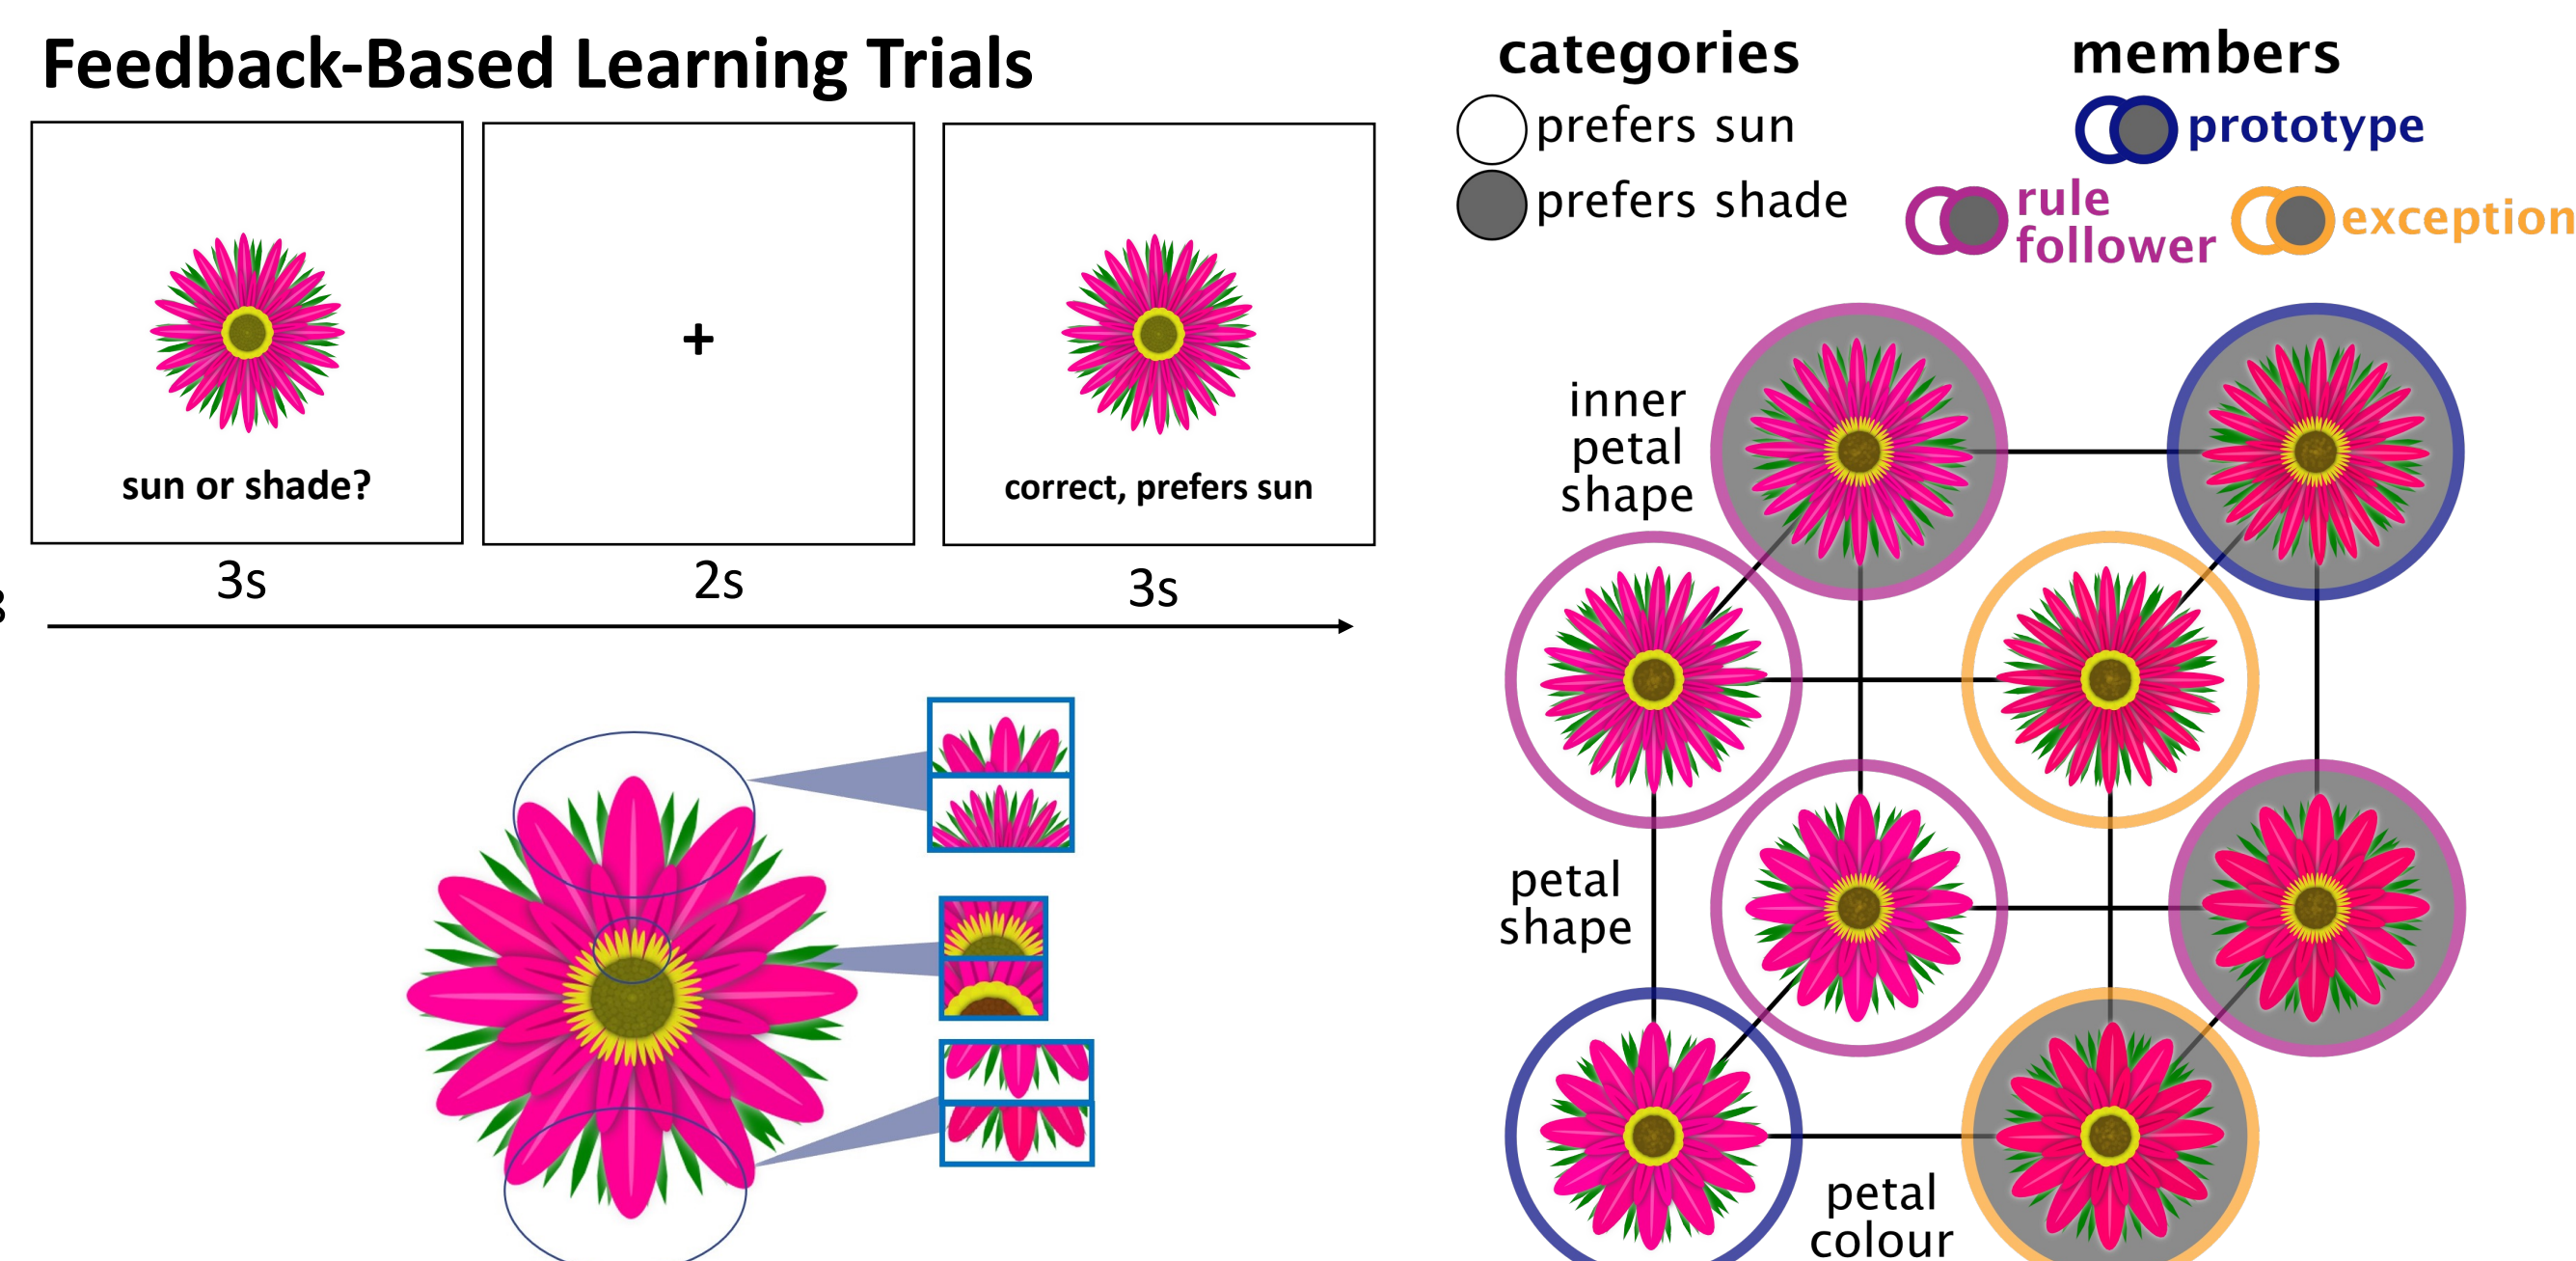 Feedback-Based Learning Trials
sun or shade?
+
correct, prefers sun
3s
2s
3s
categories
prefers sun
prefers shade
members
prototype
rule
follower
exception
inner
petal
shape
petal
shape
petal
colour